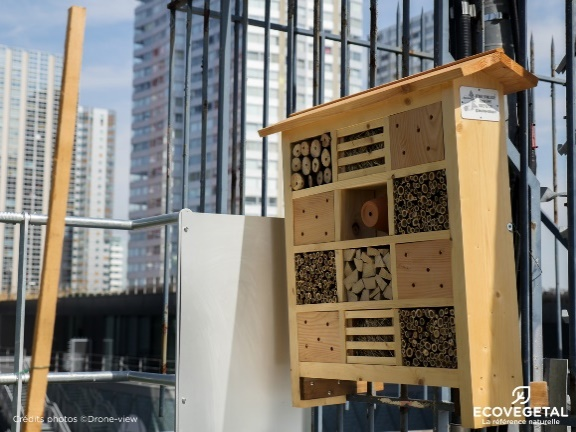 Crédits photos ©Drone-view
ECOVEGETAL
La référence naturelle